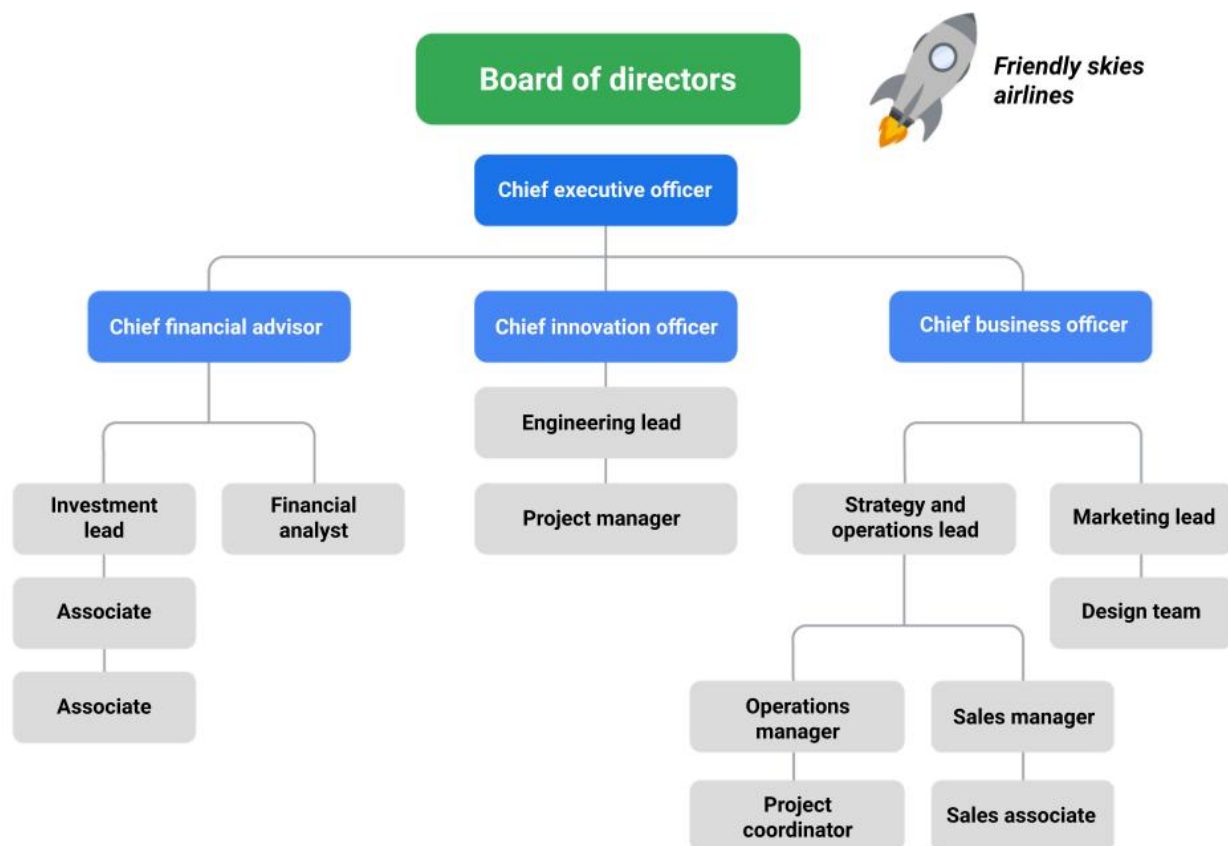 Board of directors
Friendly skies
airlines
Chief executive officer
Chief financial advisor
Chief innovation officer
Chief business officer
Engineering lead
Investment
lead
Financial
analyst
Project manager
Strategy and
operations lead
Marketing lead
Associate
Design team
Associate
Operations
manager
Sales manager
Project
coordinator
Sales associate